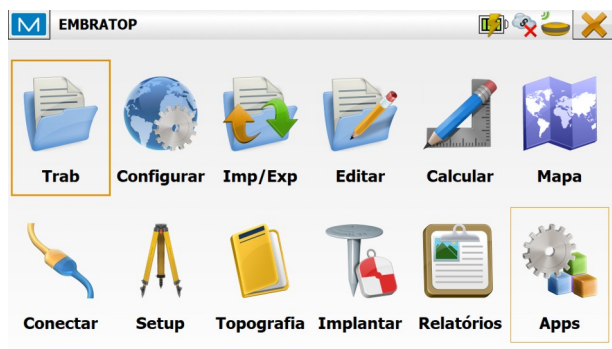 EMBRATOP
Trab Configurar Imp/Exp Editar Calcular Mapa
Conectar Setup Topografia Implantar Relatórios Apps